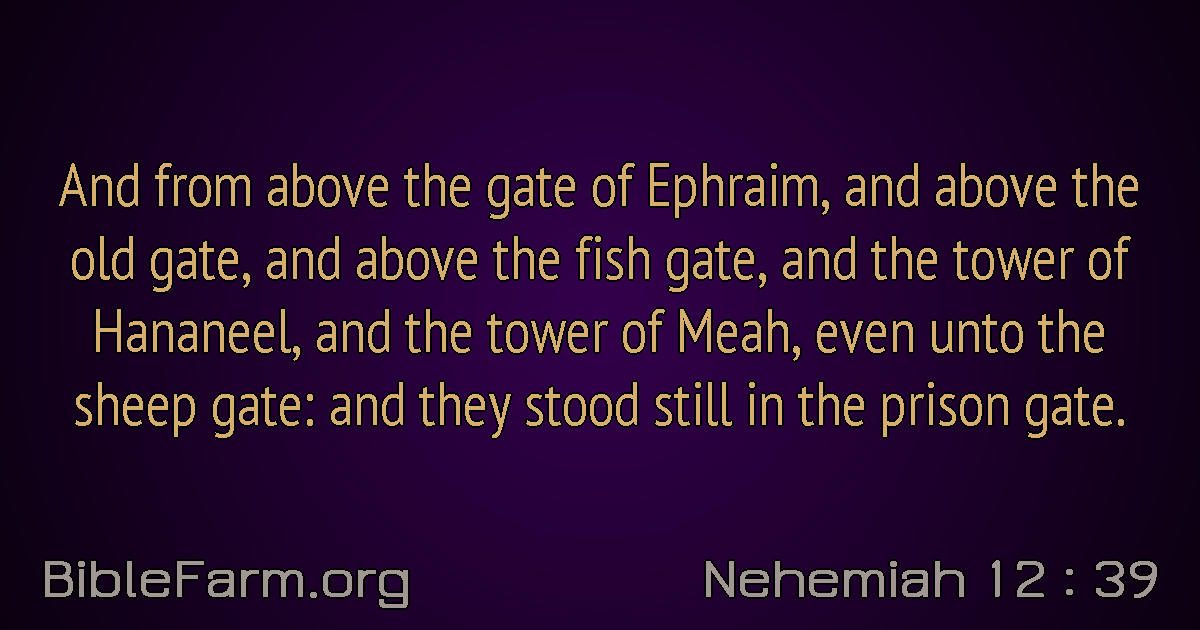 And from above the gate of Ephraim, and above the
old gate, and above the fish gate, and the tower of
Hananeel, and the tower of Meah, even unto the
sheep gate: and they stood still in the prison gate.
BibleFarm.org
Nehemiah 12 : 39